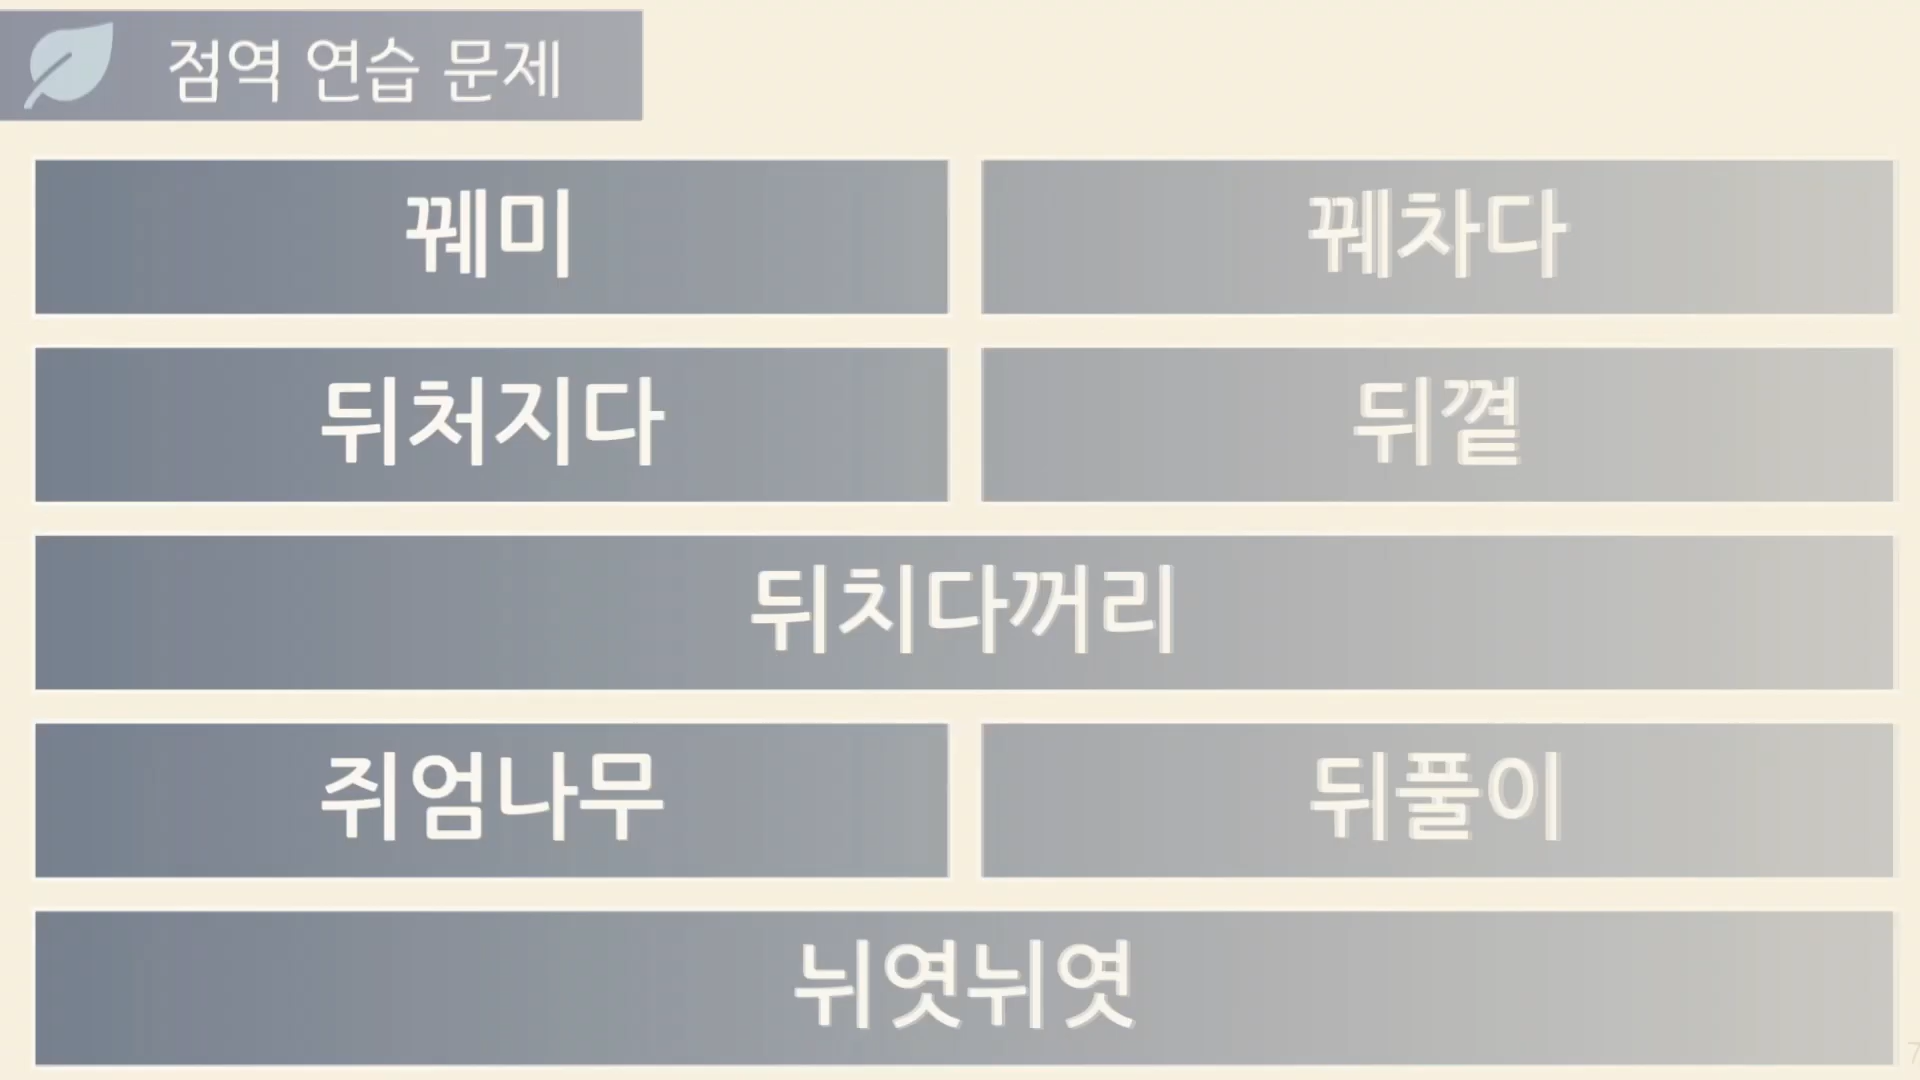 점역 연습 문제
꿰미
꿰차다
뒤처지다
뒤꼍
뒤치다꺼리
쥐엄나무
뒤풀이
뉘엿뉘엿
7